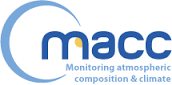 macc
Monitoring atmospheric
composition & climate